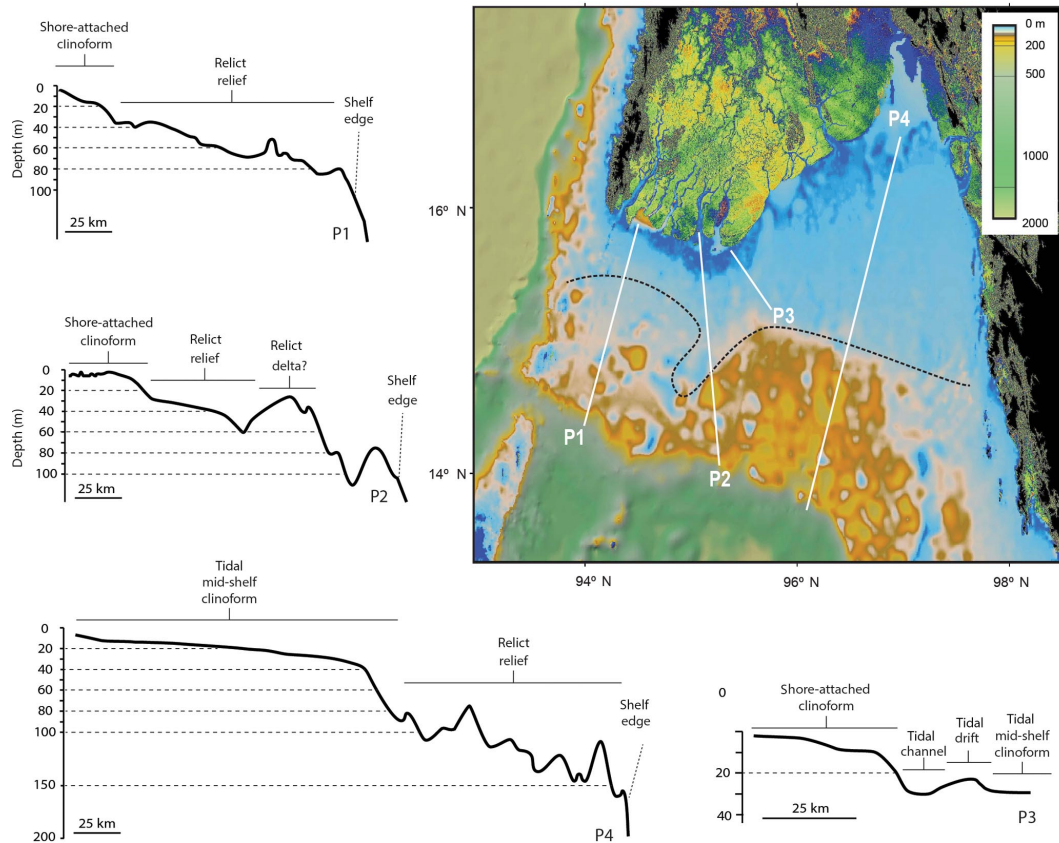 Shore-attached
clinoform
Relict
relief
Shelf
edge
Depth (m)
0
20
40
60
80
100
25 km
P1
Shore-attached
clinoform
Relict
relief
Relict
delta?
Shelf
edge
Depth (m)
0
20
40
60
80
100
25 km
P2
0 m
200
500
1000
2000
P4
P3
P1
P2
16° N
14° N
94° N
96° N
98° N
Tidal
mid-shelf
clinoform
Relict
relief
Shelf
edge
0
20
40
60
80
100
150
200
25 km
P4
Shore-attached
clinoform
Tidal
channel
Tidal
drift
Tidal
mid-shelf
clinoform
0
20
40
25 km
P3